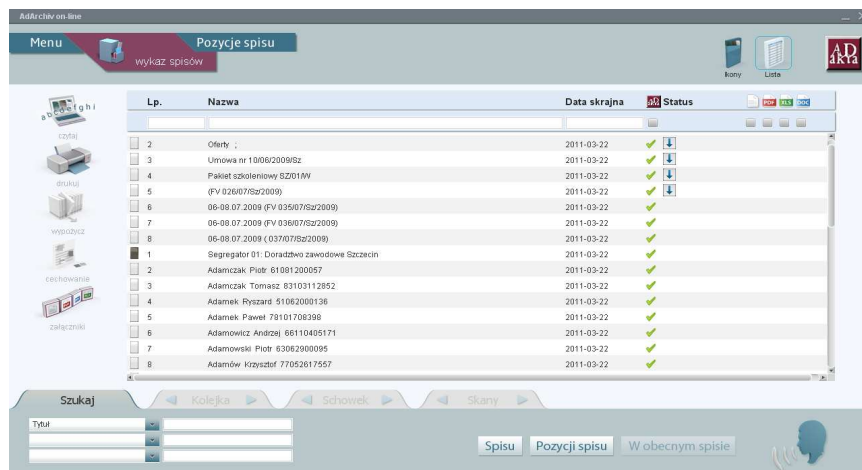 AdArchiv on-line
Menu
Pozycje spisu
wykaz spisów
Ikony
Lista
AD
aKTa
Lp. Nazwa Data skrajna Status PDF XLS DOC
abcdefghi
czytaj
drukuj
wypożycz
cechowanie
załączniki
2 Oferty ; 2011-03-22
3 Umowa nr 10/06/2009/Sz 2011-03-22
4 Pakiet szkoleniowy SZ/01/W 2011-03-22
5 (FV 026/07/Sz/2009) 2011-03-22
6 06-08.07.2009 (FV 035/07/Sz/2009) 2011-03-22
7 06-08.07.2009 (FV 036/07/Sz/2009) 2011-03-22
8 06-08.07.2009 ( 037/07/Sz/2009) 2011-03-22
1 Segregator 01: Doradztwo zawodowe Szczecin 2011-03-22
2 Adamczak Piotr 61081200057 2011-03-22
3 Adamczak Tomasz 83103112852 2011-03-22
4 Adamek Ryszard 51062000136 2011-03-22
5 Adamek Paweł 78101708398 2011-03-22
6 Adamowicz Andrzej 66110405171 2011-03-22
7 Adamowski Piotr 63062900095 2011-03-22
8 Adamów Krzysztof 77052617557 2011-03-22
Szukaj
Kolejka
Schowek
Skany
Tytuł
Spisu
Pozycji spisu
W obecnym spisie